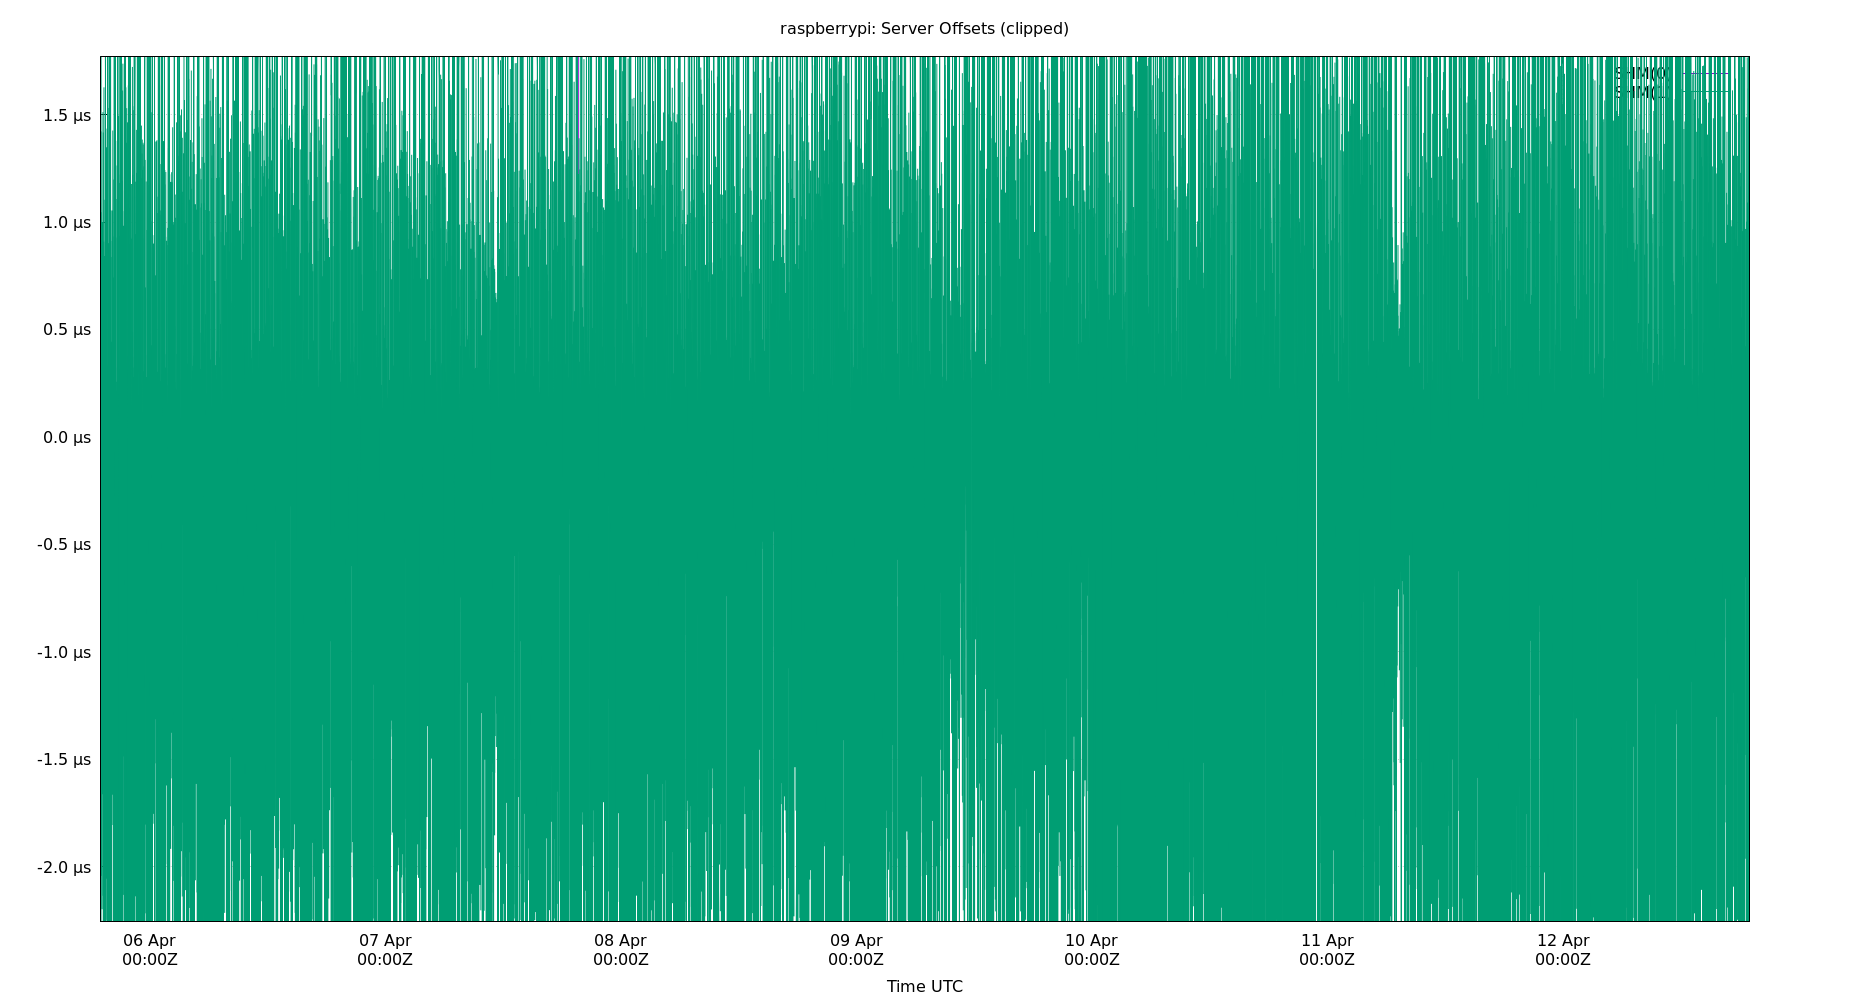 raspberrypi: Server Offsets (clipped)
SHM(0)
1.5 µs
1.0 µs
0.5 µs
0.0 µs
-0.5 µs
-1.0 µs
-1.5 µs
-2.0 µs
06 Apr 07 Apr 08 Apr 09 Apr 10 Apr 11 Apr 12 Apr
00:00Z 00:00Z 00:00Z 00:00Z 00:00Z 00:00Z 00:00Z
Time UTC